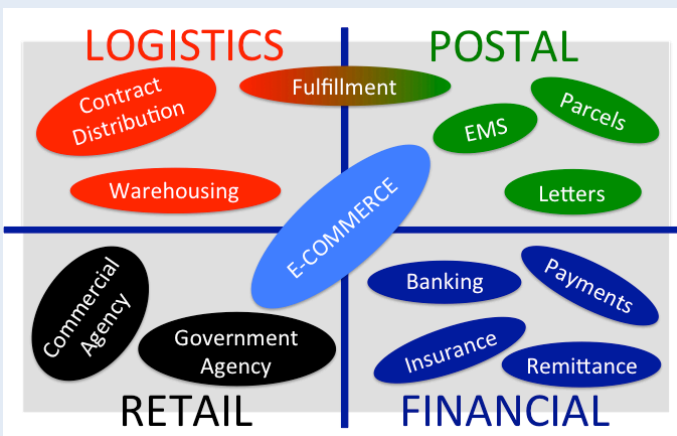 LOGISTICS
POSTAL
Contract
Distribution
Fulfillment
EMS
Parcels
Warehousing
Letters
E-COMMERCE
Commercial
Agency
Government
Agency
Banking
Payments
Insurance
Remittance
RETAIL
FINANCIAL